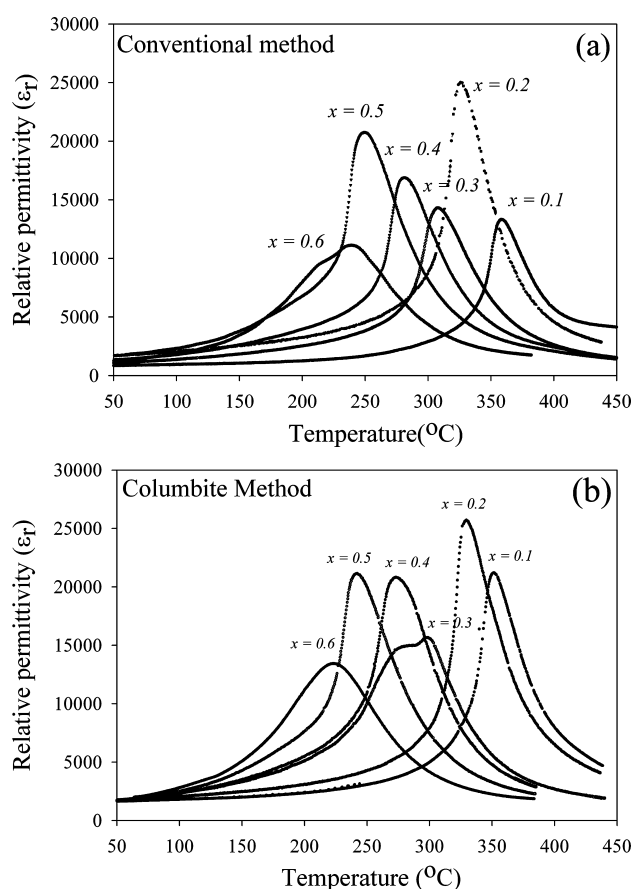 Conventional method
(a)
30000
25000
20000
15000
10000
5000
0
Relative permittivity (εr)
x = 0.2
x = 0.5
x = 0.4
x = 0.3
x = 0.1
x = 0.6
50 100 150 200 250 300 350 400 450
Temperature(°C)
Columbite Method
(b)
30000
25000
20000
15000
10000
5000
0
Relative permittivity (εr)
x = 0.2
x = 0.5
x = 0.4
x = 0.1
x = 0.3
x = 0.6
50 100 150 200 250 300 350 400 450
Temperature (°C)